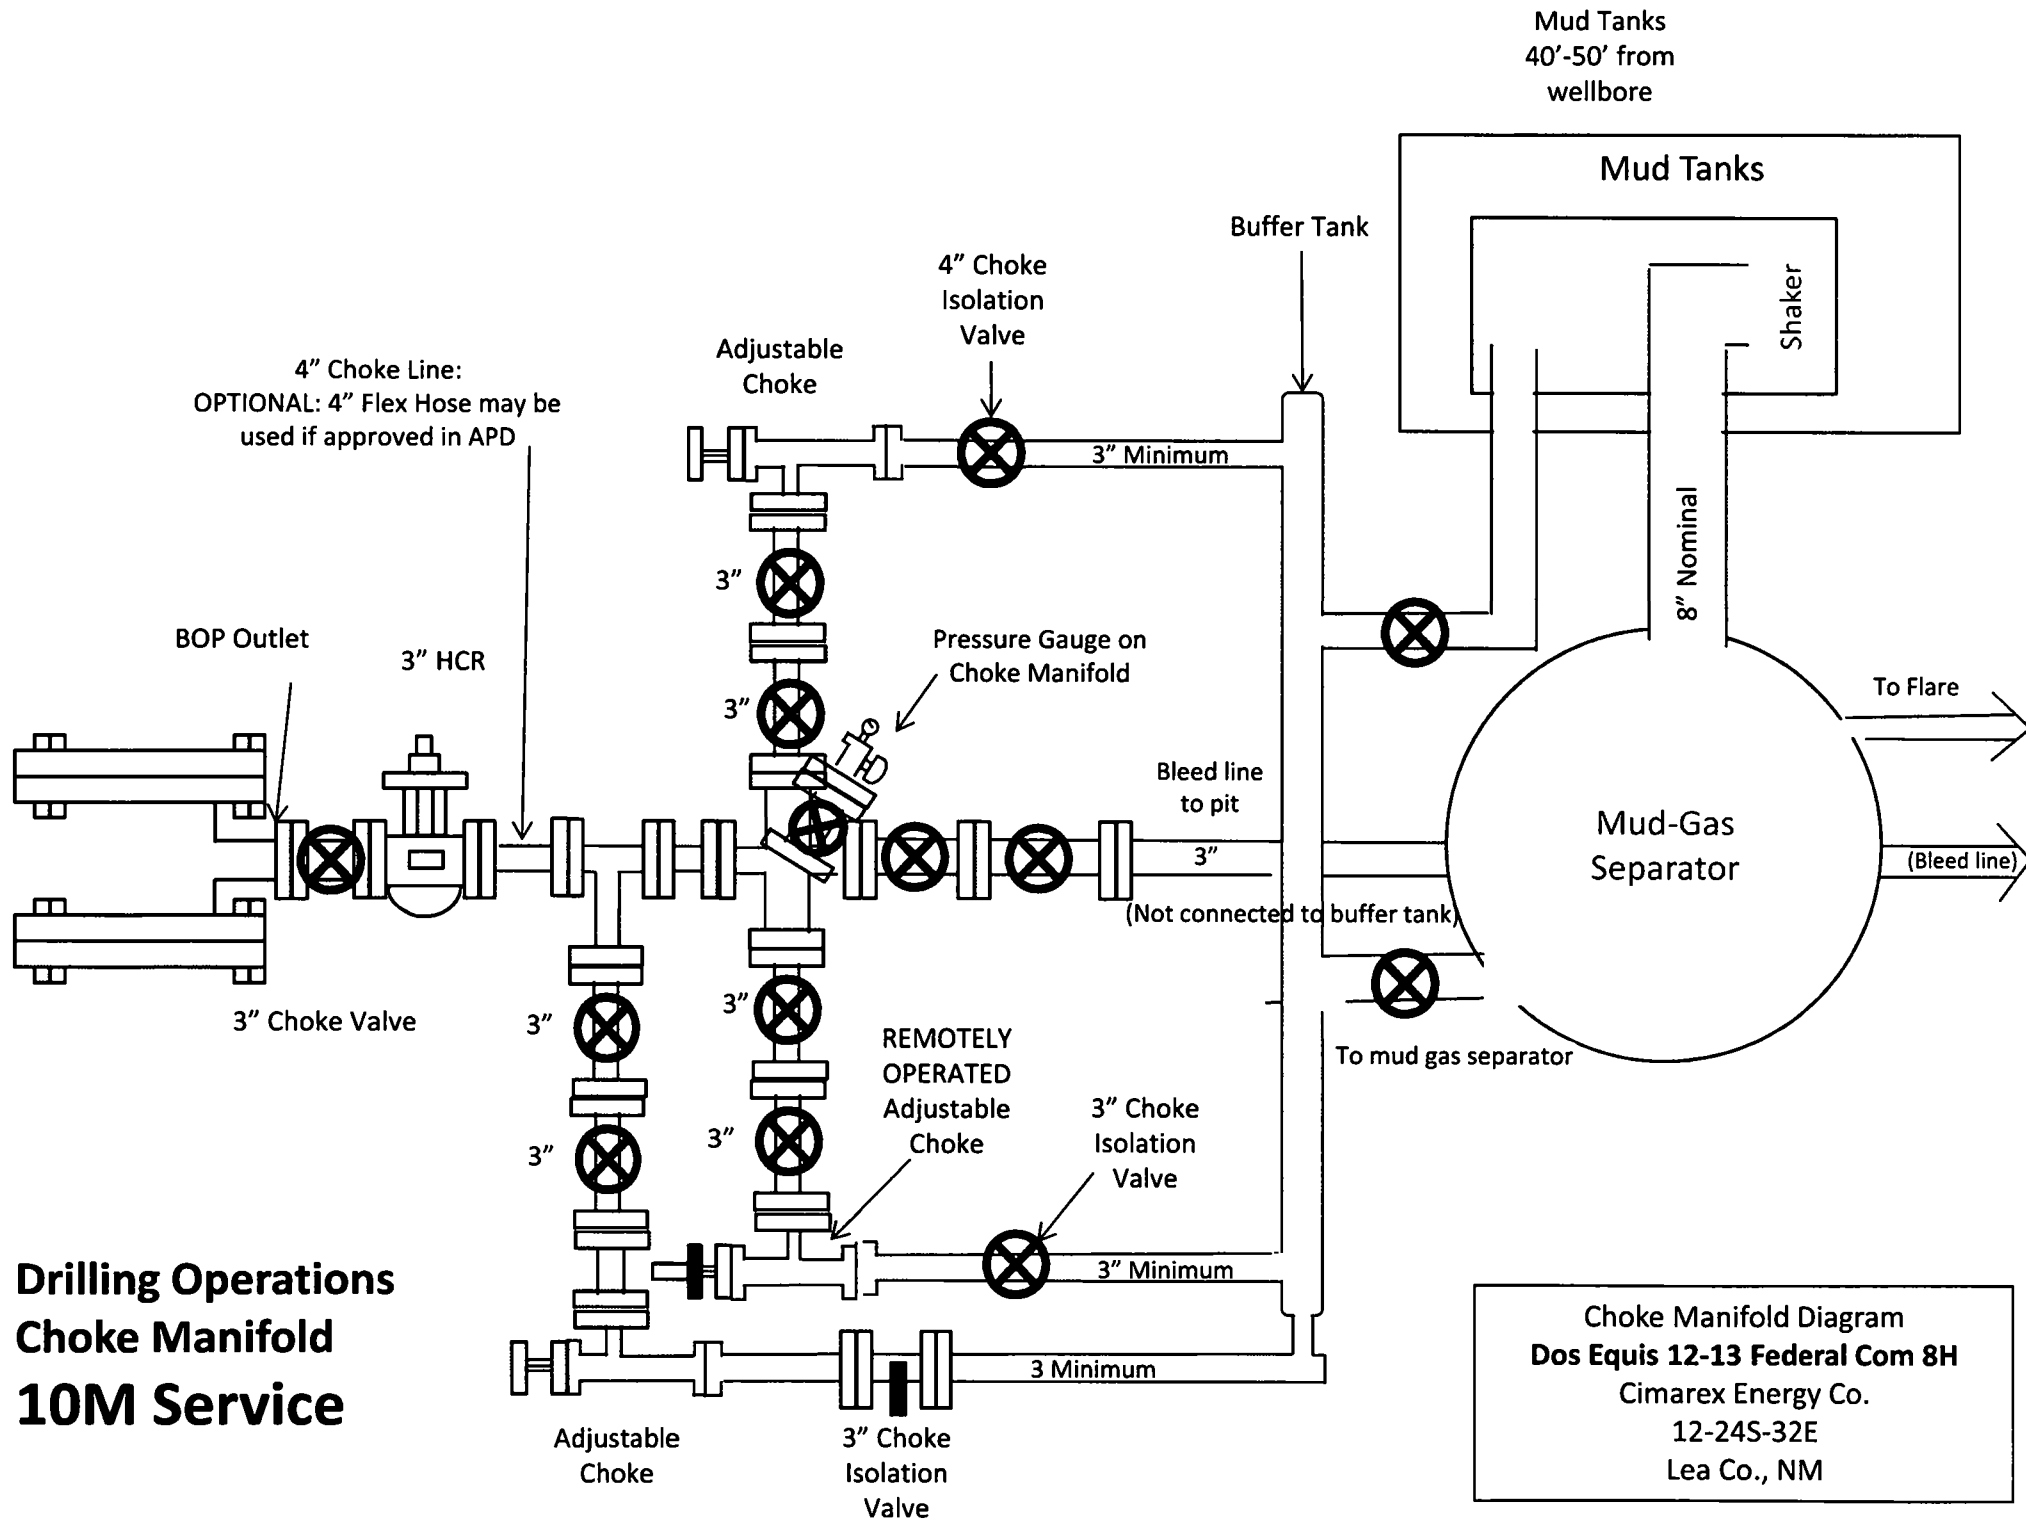 Mud Tanks
40’-50’ from
wellbore
Mud Tanks
Shaker
Buffer Tank
4” Choke
Isolation
Valve
Adjustable
Choke
4” Choke Line:
OPTIONAL: 4” Flex Hose may be
used if approved in APD
3” Minimum
8” Nominal
3”
BOP Outlet
3” HCR
Pressure Gauge on
Choke Manifold
3”
To Flare
Bleed line
to pit
3”
Mud-Gas
Separator
(Bleed line)
(Not connected to buffer tank)
3” Choke Valve
3”
3”
REMOTELY
OPERATED
Adjustable
Choke
To mud gas separator
3”
3”
3” Choke
Isolation
Valve
3” Minimum
Drilling Operations
Choke Manifold
10M Service
3 Minimum
Adjustable
Choke
3” Choke
Isolation
Valve
Choke Manifold Diagram
Dos Equis 12-13 Federal Com 8H
Cimarex Energy Co.
12-24S-32E
Lea Co., NM